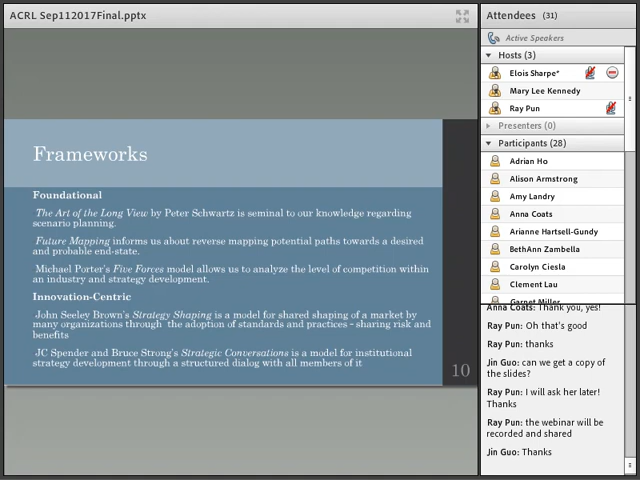 ACRL Sep112017Final.pptx
Frameworks
Foundational
The Art of the Long View by Peter Schwartz is seminal to our knowledge regarding
scenario planning.
Future Mapping informs us about reverse mapping potential paths towards a desired
and probable end-state.
Michael Porter's Five Forces model allows us to analyze the level of competition within
an industry and strategy development.
Innovation-Centric
John Seeley Brown's Strategy Shaping is a model for shared shaping of a market by
many organizations through the adoption of standards and practices - sharing risk and
benefits
JC Spender and Bruce Strong's Strategic Conversations is a model for institutional
strategy development through a structured dialog with all members of it
10
Attendees (31)
Active Speakers
Hosts (3)
Elois Sharpe*
Mary Lee Kennedy
Ray Pun
Presenters (0)
Participants (28)
Adrian Ho
Alison Armstrong
Amy Landry
Anna Coats
Arianne Hartsell-Gundy
BethAnn Zambella
Carolyn Ciesla
Clement Lau
Garnet Miller
Anna Coats: Thank you, yes!
Ray Pun: Oh that's good
Ray Pun: thanks
Jin Guo: can we get a copy of
the slides?
Ray Pun: I will ask her later!
Thanks
Ray Pun: the webinar will be
recorded and shared
Jin Guo: Thanks